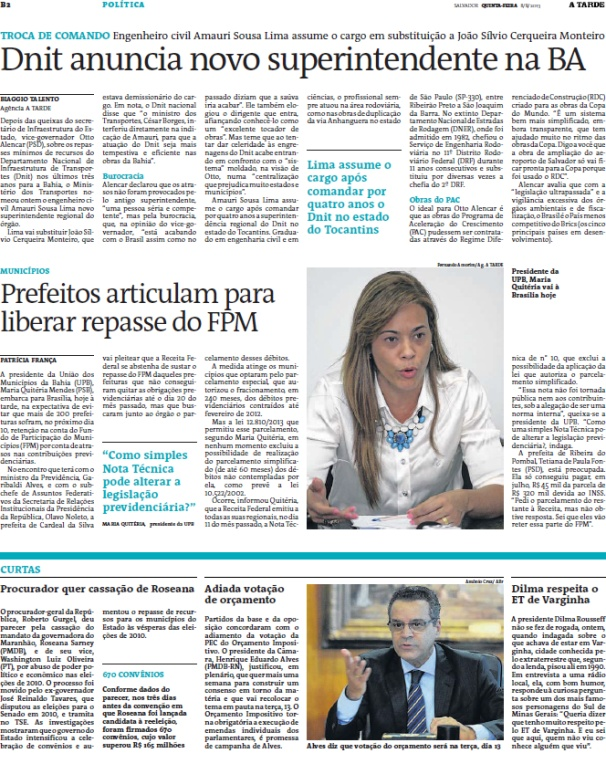 B2
POLÍTICA
SALVADOR QUINTA-FEIRA 8/8/2013
A TARDE
TROCA DE COMANDO Engenheiro civil Amauri Sousa Lima assume o cargo em substituição a João Sílvio Cerqueira Monteiro
Dnit anuncia novo superintendente na BA
BIAGGIO TALENTO
Agência A TARDE
Depois das queixas do secretário de Infraestrutura do Estado, vice-governador Otto
Alencar (PSD), sobre os repasses mínimos de recursos do
Departamento Nacional de
Infraestrutura de Transportes (Dnit) nos últimos três
anos para a Bahia, o Ministério dos Transportes nomeou ontem o engenheiro civil Amauri Sousa Lima novo
superintendente regional do
órgão.
Lima vai substituir João Sílvio Cerqueira Monteiro, que
estava demissionário do cargo. Em nota, o Dnit nacional
disse que "o ministro dos
Transportes, César Borges, interferiu diretamente na indicação de Amauri, para que a
atuação do Dnit seja mais
tempestiva e eficiente nas
obras da Bahia".
Burocracia
Alencar declarou que os atrasos não foram provocados pelo antigo superintendente,
"uma pessoa séria e competente", mas pela burocracia,
que, na opinião do vice-governador, "está acabando
com o Brasil assim como no
passado diziam que a saúva
iria acabar". Ele também elogiou o dirigente que entra,
afiançando conhecê-lo como
um "excelente tocador de
obras". Mas teme que ao tentar dar celeridade às engrenagens do Dnit acabe entrando em confronto com o "sistema" moldado, na visão de
Otto, numa "centralização
que prejudica muito estados e
municípios".
Amauri Sousa Lima assume o cargo após comandar
por quatro anos a superintendência regional do Dnit no
estado do Tocantins. Graduado em engenharia civil e em
ciências, o profissional sempre atuou na área rodoviária,
como nas obras de duplicação
da via Anhanguera no estado
Lima assume o
cargo após
comandar por
quatro anos o
Dnit no estado
do Tocantins
de São Paulo (SP-330), entre
Ribeirão Preto a São Joaquim
da Barra. No extinto Departamento Nacional de Estradas
de Rodagem (DNER), onde foi
admitido em 1982, chefiou o
Serviço de Engenharia Rodoviária no 11º Distrito Rodoviário Federal (DRF) durante
11 anos consecutivos e substituiu por diversas vezes a
chefia do 2º DRF.
Obras do PAC
O ideal para Otto Alencar é
que as obras do Programa de
Aceleração do Crescimento
(PAC) pudessem ser contratadas através do Regime Diferenciado de Construção (RDC)
criado para as obras da Copa
do Mundo. "É um sistema
bem mais simplificado, embora transparente, que tem
ajudado muito no ritmo das
obras da Copa. Diga a você que
a obra de ampliação do aeroporto de Salvador só vai ficar pronta para a Copa porque
foi usado o RDC".
Alencar avalia que com a
"legislação ultrapassada" e a
vigilância excessiva dos órgãos ambientais e de fiscalização, o Brasil é o País menos
competitivo do Brics (os cinco
principais países em desenvolvimento).
MUNICÍPIOS
Prefeitos articulam para
liberar repasse do FPM
Fernando Amorim/Ag. A TARDE
Presidente da
UPB, Maria
Quitéria vai à
Brasília hoje
PATRÍCIA FRANÇA
A presidente da União dos
Municípios da Bahia (UPB),
Maria Quitéria Mendes (PSB),
embarca para Brasília, hoje à
tarde, na expectativa de evitar que mais de 200 prefeituras sofram, no próximo dia
10, retenção na conta do Fundo de Participação do Município (FPM) por conta de atrasos nas contribuições previdenciárias.
No encontro que terá com o
ministro da Previdência, Garibaldi Alves, e com o subchefe de Assuntos Federativos da Secretaria de Relações
Institucionais da Presidência
da República, Olavo Noleto, a
prefeita de Cardeal da Silva
vai pleitear que a Receita Federal se abstenha de sustar o
repasse do FPM daquelas prefeituras que não conseguiram quitar as obrigações previdenciárias até o dia 20 do
mês passado, mas que buscaram junto ao órgão o parcelamento desses débitos.
"Como simples
Nota Técnica
pode alterar a
legislação
previdenciária?"
MARIA QUITÉRIA, presidente da UPB
A medida atinge os municípios que optaram pelo parcelamento especial, que autorizou o fracionamento, em
240 meses, dos débitos previdenciários contraídos até
fevereiro de 2012.
Mas a lei 12.810/2013 que
permitiu esse parcelamento,
segundo Maria Quitéria, em
nenhum momento excluiu a
possibilidade de realização
do parcelamento simplificado (de até 60 meses) dos débitos não contemplados por
ela, como prevê a lei
10.522/2002.
Ocorre, informou Quitéria,
que a Receita Federal emitiu a
todas as suas regionais, no dia
11 do mês passado, a Nota Técnica de nº 10, que exclui a
possibilidade da aplicação da
lei que autoriza o parcelamento simplificado.
"Essa nota não foi tornada
pública nem aos contribuintes, sob a alegação de ser uma
norma interna", queixa-se a
presidente da UPB. "Como
uma simples Nota Técnica pode alterar a legislação previdenciária?, indaga.
A prefeita de Ribeira do
Pombal, Tetiana de Paula Fontes (PSD), está preocupada.
Ela só conseguiu pagar, em
julho, R$ 45 mil da parcela de
R$ 320 mil devida ao INSS.
"Pedi o parcelamento do restante à Receita, mas não obtive resposta. Sei que eles vão
reter essa parte do FPM".
CURTAS
Procurador quer cassação de Roseana
O procurador-geral da República, Roberto Gurgel, deu
parecer pela cassação do
mandato da governadora do
Maranhão, Roseana Sarney
(PMDB), e de seu vice,
Washington Luiz Oliveira
(PT), por abuso de poder político e econômico nas eleições de 2010. O processo foi
movido pelo ex-governador
José Reinaldo Tavares, que
disputou as eleições para o
Senado em 2010, e tramita
no TSE. As investigações
mostraram que o governo do
Estado intensificou a celebração de convênios e aumentou o repasse de recursos
para os municípios do Estado
às vésperas das eleições
de 2010.
670 CONVÊNIOS
Conforme dados do
parecer, nos três dias
antes da convenção em
que Roseana foi lançada
candidata à reeleição,
foram firmados 670
convênios, cujo valor
superou R$ 165 milhões
Adiada votação
de orçamento
Partidos da base e da oposição concordaram com o
adiamento da votação da
PEC do Orçamento Impositivo. O presidente da Câmara, Henrique Eduardo Alves
(PMDB-RN), justificou, em
plenário, que quer mais uma
semana para construir um
consenso em torno da matéria e que vai recolocar o
tema em pauta na terça, 13. O
Orçamento Impositivo torna obrigatória a execução de
emendas individuais dos
parlamentares, é promessa
de campanha de Alves.
Antônio Cruz/ ABr
Alves diz que votação do orçamento será na terça, dia 13
Dilma respeita o
ET de Varginha
A presidente Dilma Rousseff
não se fez de rogada, ontem,
quando indagada sobre o
que achava de estar em Varginha, cidade conhecida pelo extraterrestre que, segundo a lenda, pisou ali em 1990.
Em entrevista a uma rádio
local, ela, com bom humor,
responde à curiosa pergunta sobre um dos mais famosos personagens do Sul de
Minas Gerais: "Queria dizer
que tenho muito respeito pelo ET de Varginha. E eu sei
que aqui, quem não viu conhece alguém que viu".